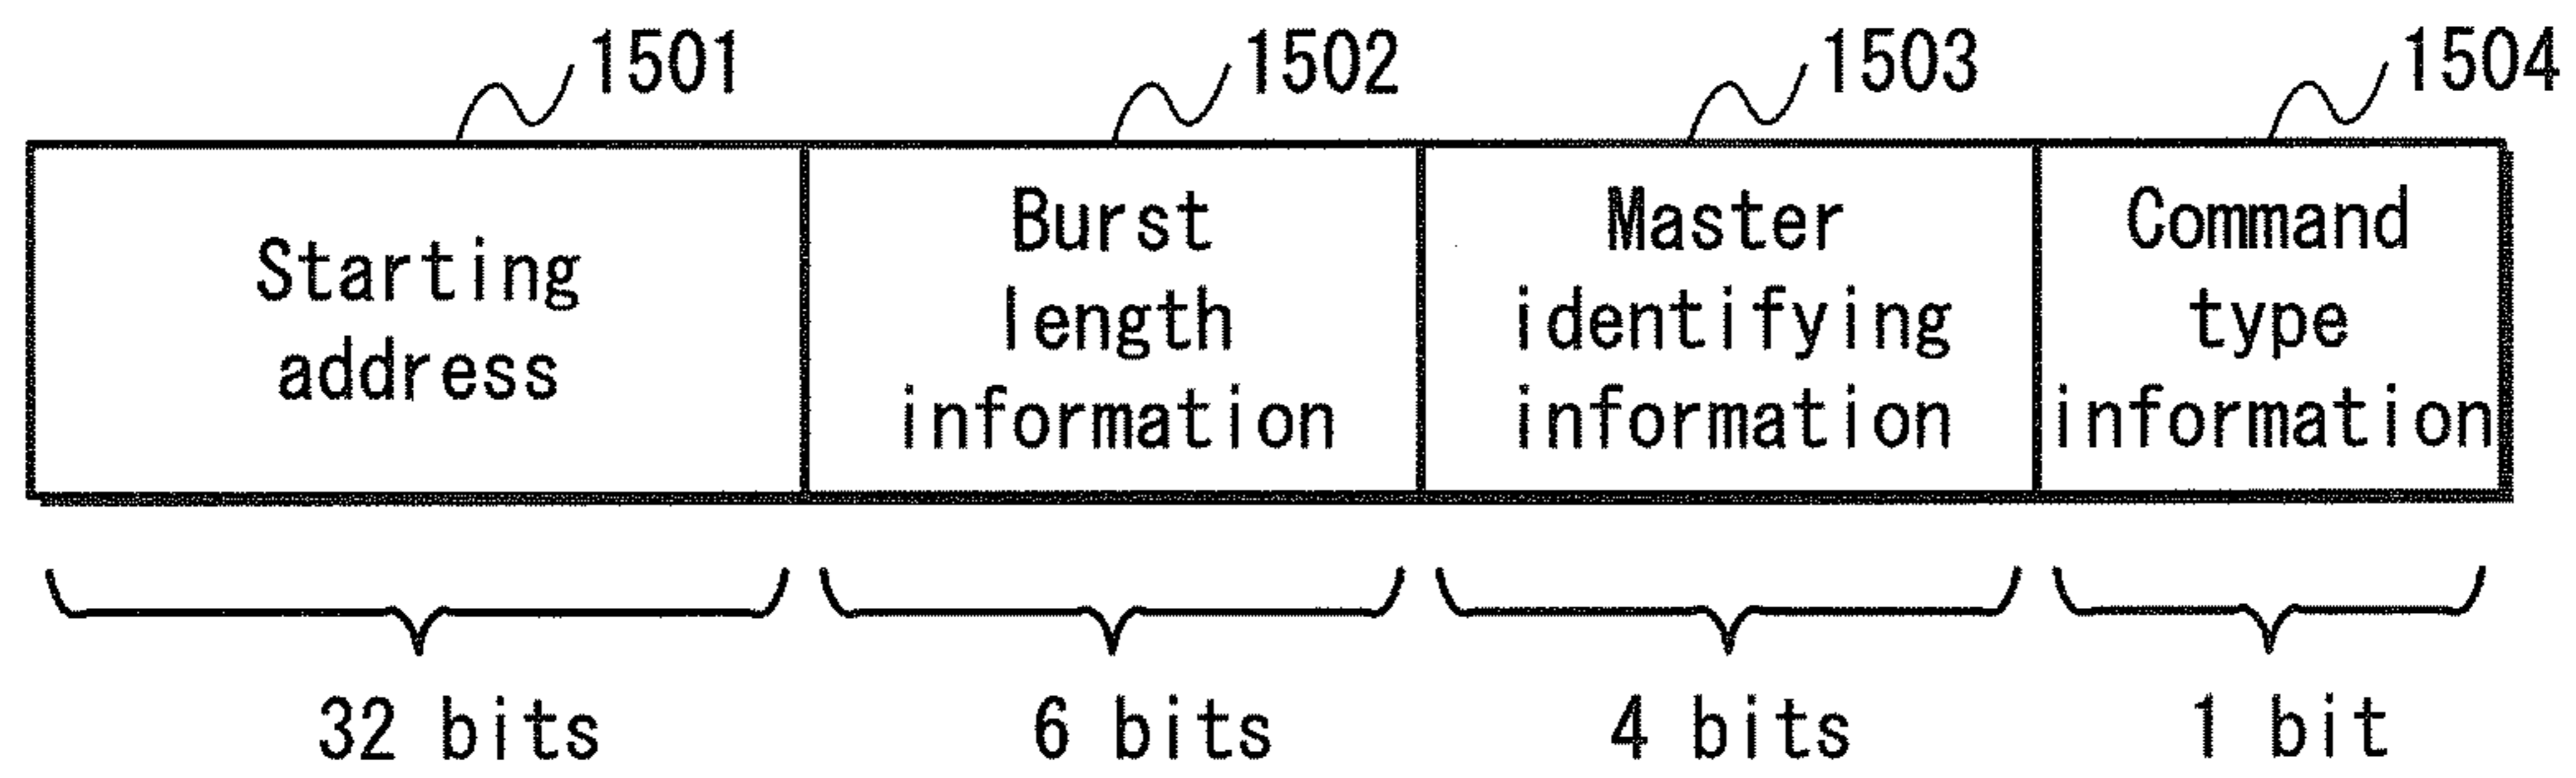 1501 1502 1503 1504
Starting
address
Burst
length
information
Master
identifying
information
Command
type
information
32 bits 6 bits 4 bits 1 bit